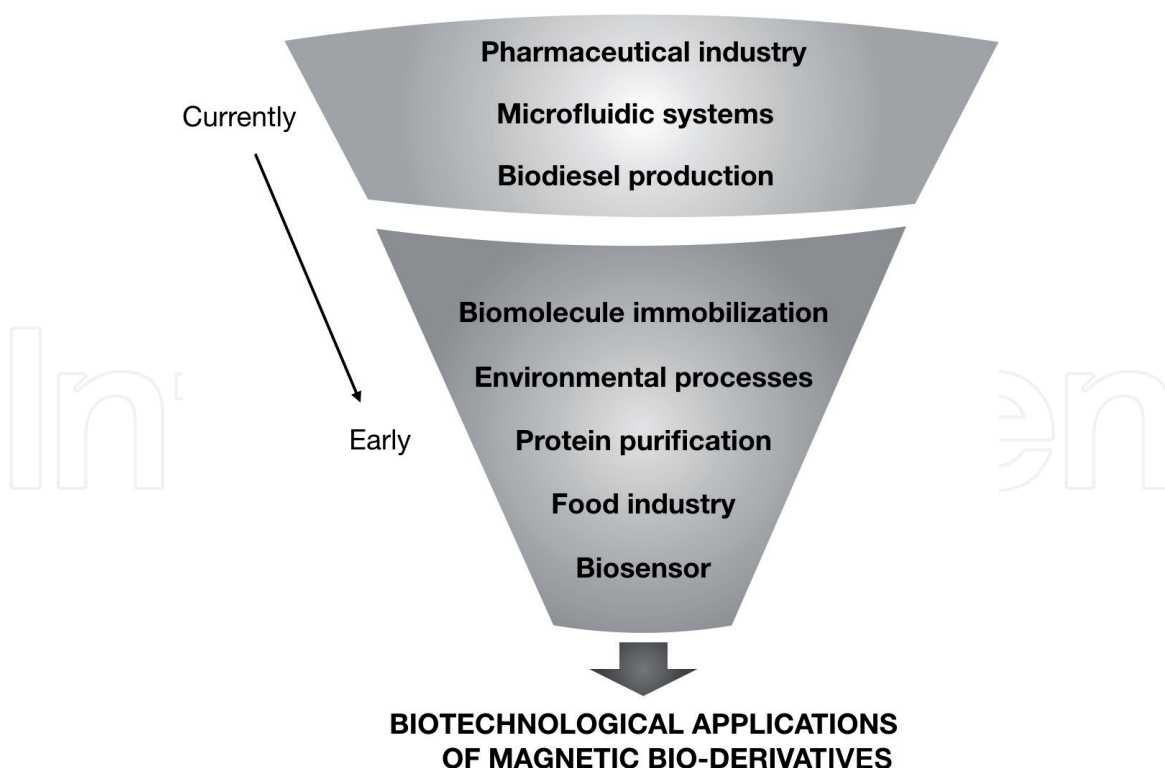 Pharmaceutical industry
Currently
Microfluidic systems
Biodiesel production
Biomolecule immobilization
Environmental processes
Early
Protein purification
Food industry
Biosensor
BIOTECHNOLOGICAL APPLICATIONS
OF MAGNETIC BIO-DERIVATIVES